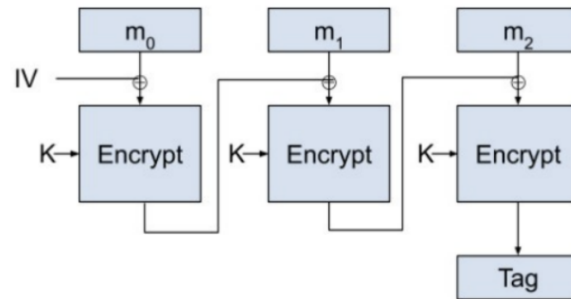 m₀ m₁ m₂
IV
K Encrypt K Encrypt K Encrypt
Tag